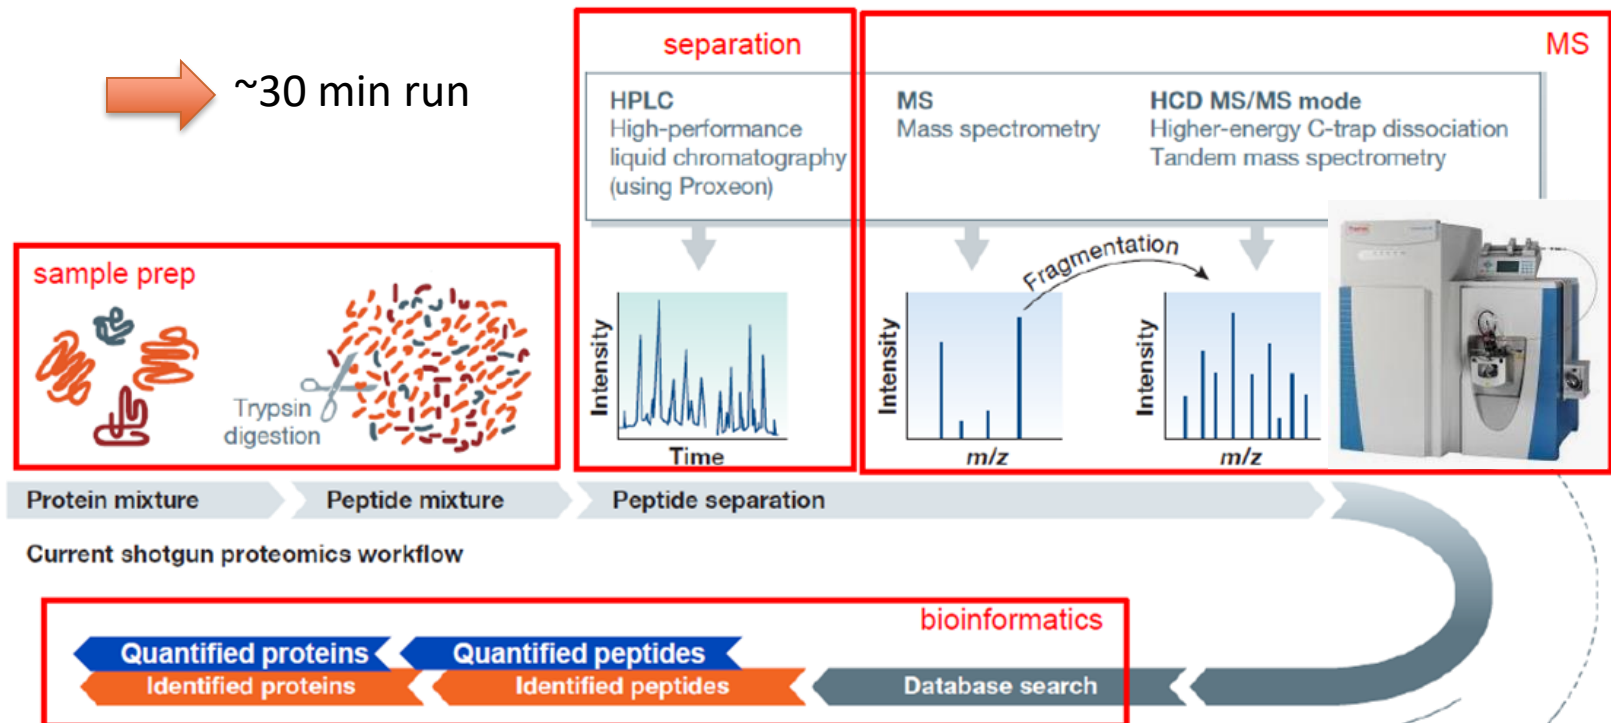 ~30 min run
separation
MS
HPLC
High-performance
liquid chromatography
(using Proxeon)
MS
Mass spectrometry
HCD MS/MS mode
Higher-energy C-trap dissociation
Tandem mass spectrometry
sample prep
Trypsin
digestion
Intensity
Time
Intensity
m/z
Fragmentation
Intensity
m/z
Protein mixture
Peptide mixture
Peptide separation
Current shotgun proteomics workflow
bioinformatics
Quantified proteins
Quantified peptides
Identified proteins
Identified peptides
Database search